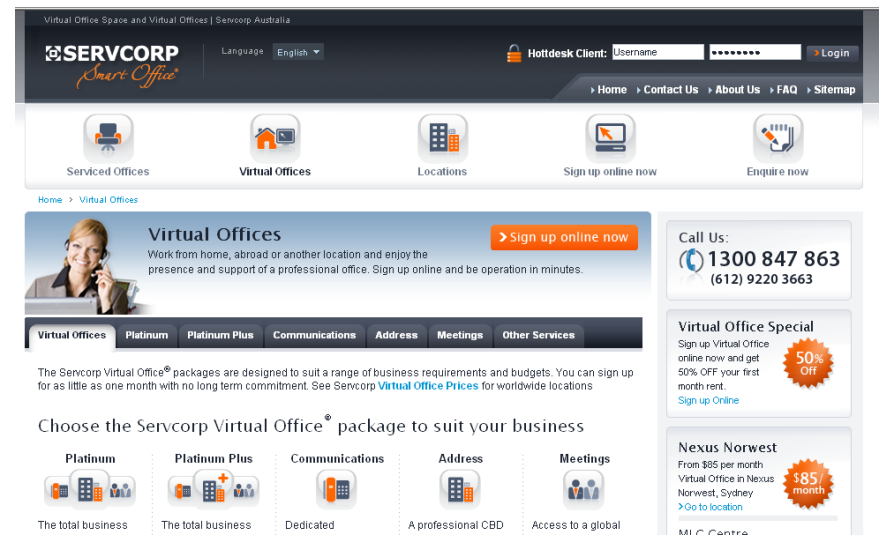 Virtual Office Space and Virtual Offices | Servcorp Australia
SERVCORP
Smart Office®
Language English
Hottdesk Client: Username •••••••• Login
Home Contact Us About Us FAQ Sitemap
Serviced Offices Virtual Offices Locations Sign up online now Enquire now
Home > Virtual Offices
Virtual Offices
Sign up online now
Work from home, abroad or another location and enjoy the
presence and support of a professional office. Sign up online and be operation in minutes.
Virtual Offices Platinum Platinum Plus Communications Address Meetings Other Services
The Servcorp Virtual Office® packages are designed to suit a range of business requirements and budgets. You can sign up
for as little as one month with no long term commitment. See Servcorp Virtual Office Prices for worldwide locations
Choose the Servcorp Virtual Office® package to suit your business
Platinum Platinum Plus Communications Address Meetings
The total business The total business Dedicated A professional CBD Access to a global
Call Us:
1300 847 863
(612) 9220 3663
Virtual Office Special
Sign up Virtual Office
online now and get
50% OFF your first
month rent.
Sign up Online
50%
Off
Nexus Norwest
From $85 per month
Virtual Office in Nexus
Norwest, Sydney
Go to location
$85/
month
MLC Centre